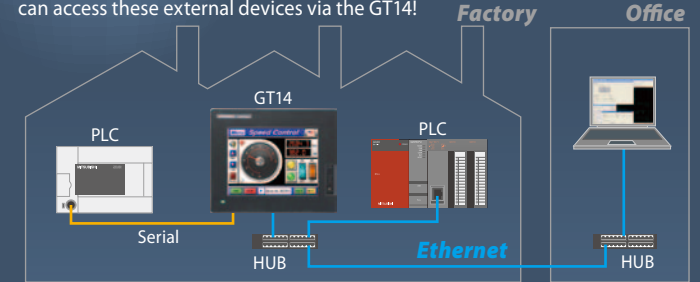 can access these external devices via the GT14!
Factory
Office
GT14
PLC
Speed Control
PLC
Serial
HUB
Ethernet
HUB